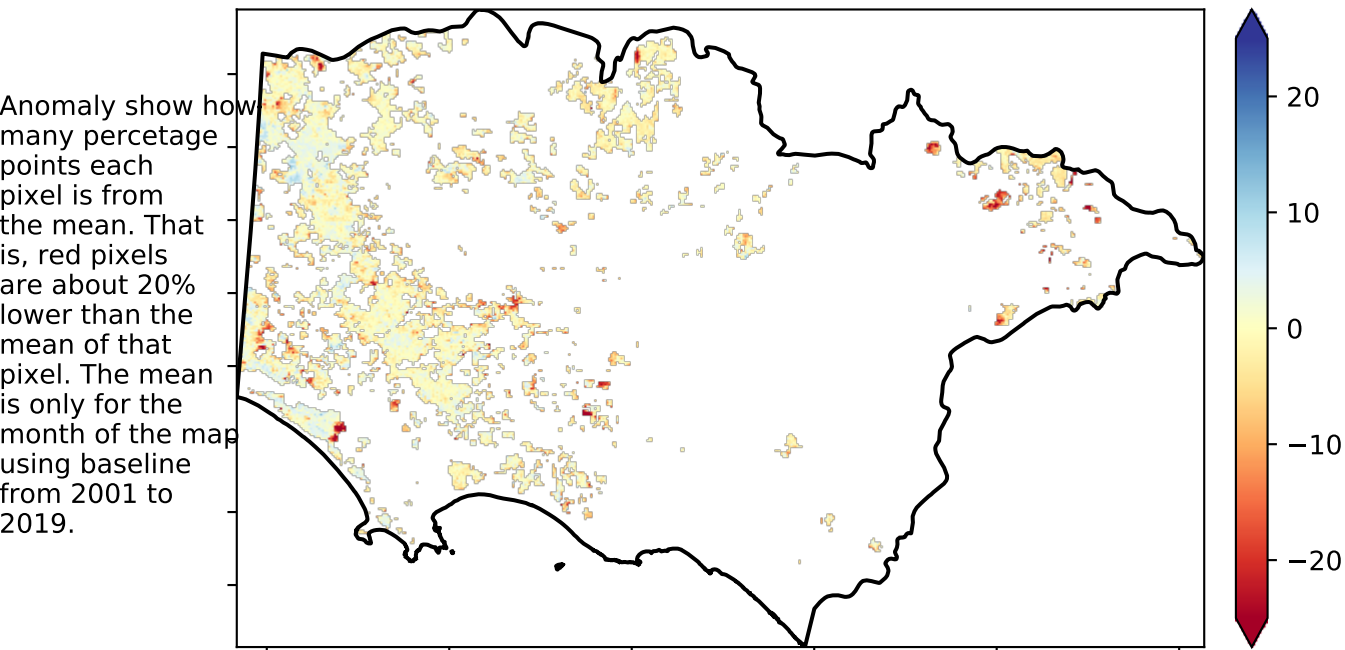 Anomaly show how
many percetage
points each
pixel is from
the mean. That
is, red pixels
are about 20%
lower than the
mean of that
pixel. The mean
is only for the
month of the map
using baseline
from 2001 to
2019.
20
10
0
−10
−20